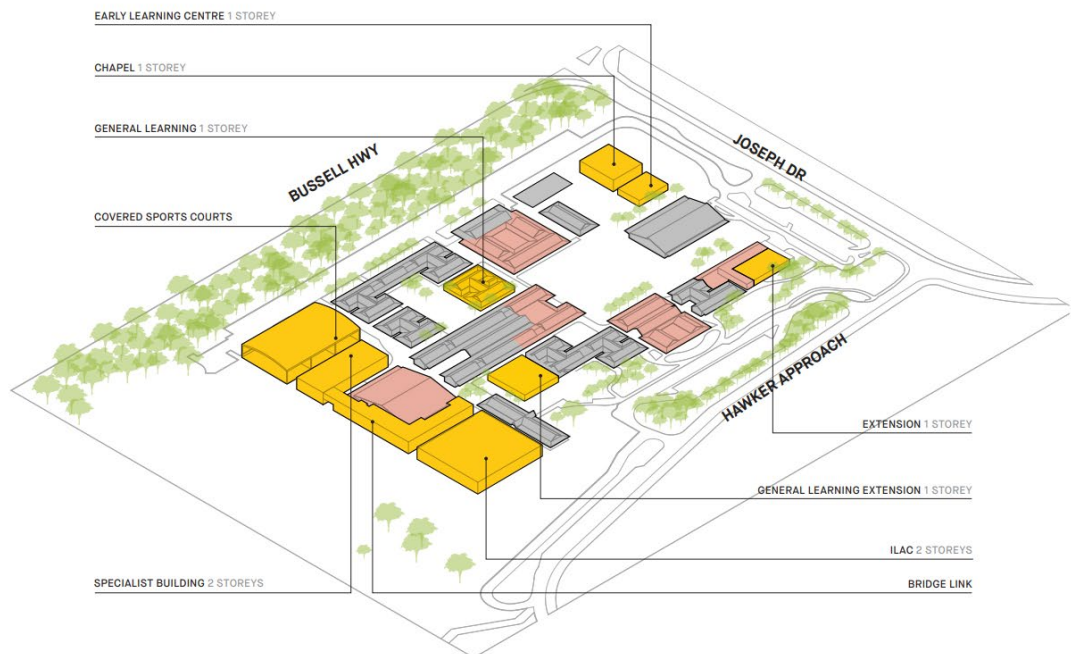 EARLY LEARNING CENTRE 1 STOREY
CHAPEL 1 STOREY
GENERAL LEARNING 1 STOREY
BUSSELL HWY
JOSEPH DR
COVERED SPORTS COURTS
HAWKER APPROACH
EXTENSION 1 STOREY
GENERAL LEARNING EXTENSION 1 STOREY
ILAC 2 STOREYS
SPECIALIST BUILDING 2 STOREYS
BRIDGE LINK